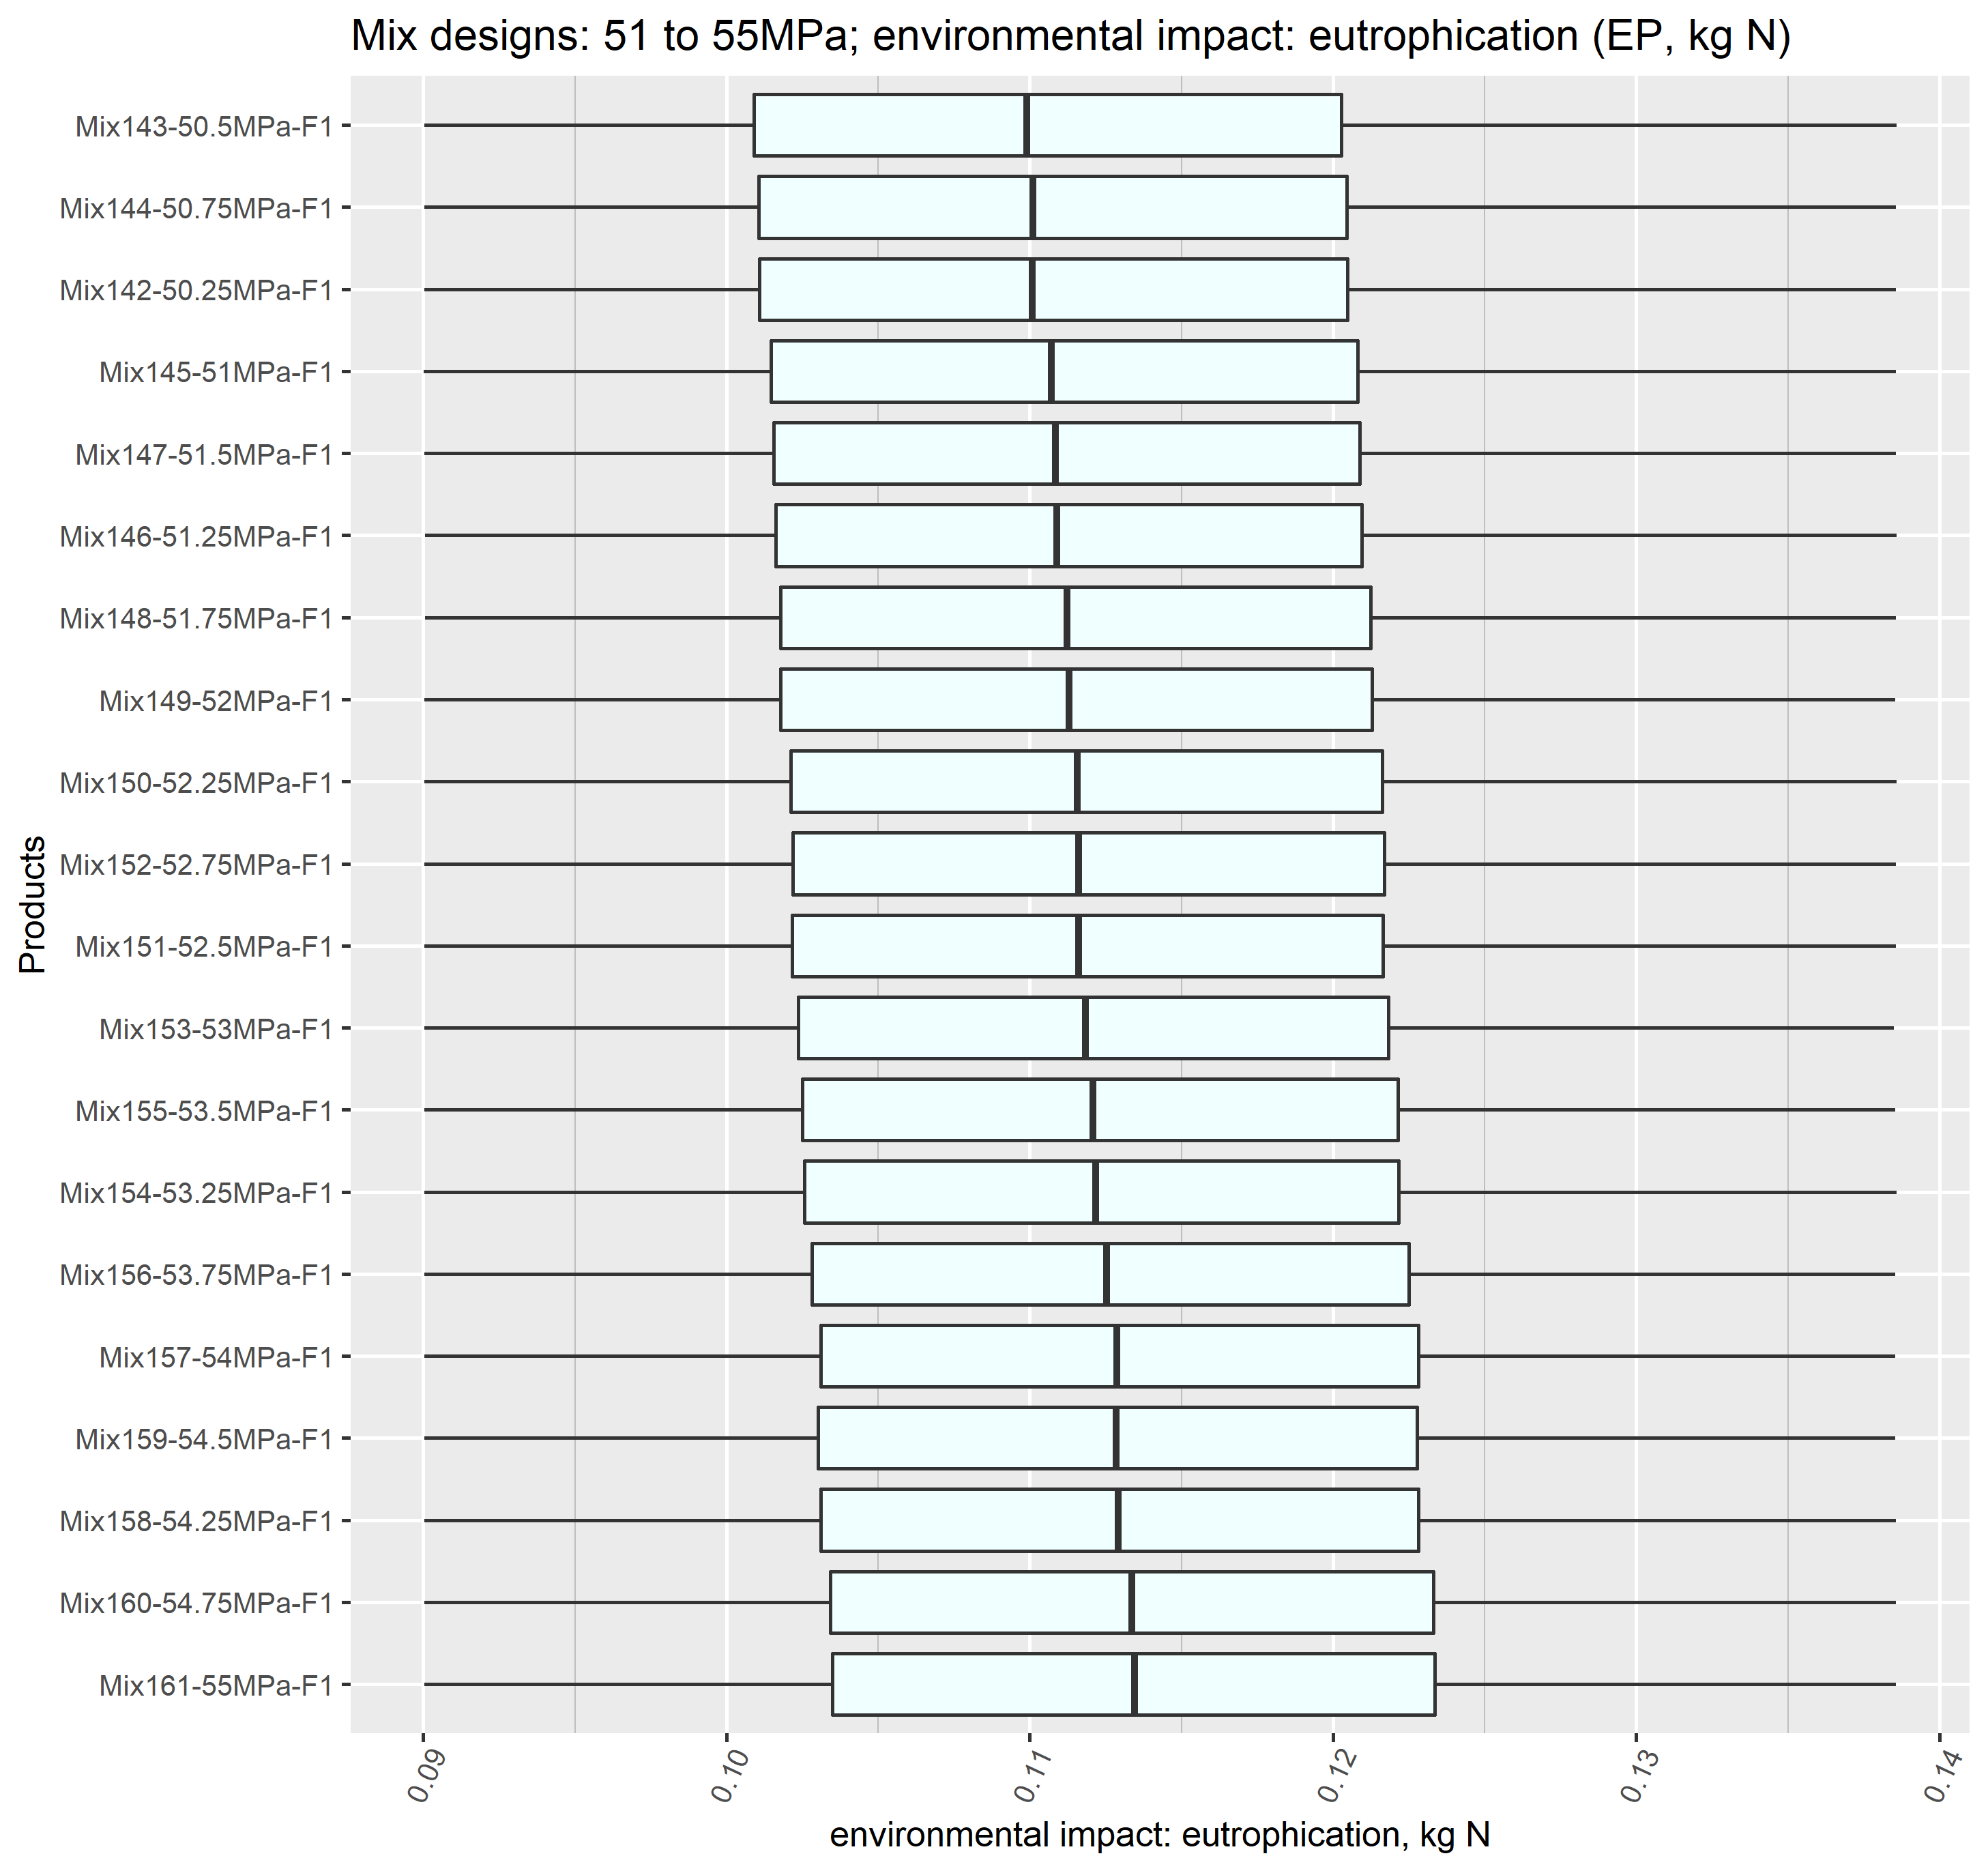 Mix designs: 51 to 55MPa; environmental impact: eutrophication (EP, kg N)
Products
Mix143-50.5MPa-F1
Mix144-50.75MPa-F1
Mix142-50.25MPa-F1
Mix145-51MPa-F1
Mix147-51.5MPa-F1
Mix146-51.25MPa-F1
Mix148-51.75MPa-F1
Mix149-52MPa-F1
Mix150-52.25MPa-F1
Mix152-52.75MPa-F1
Mix151-52.5MPa-F1
Mix153-53MPa-F1
Mix155-53.5MPa-F1
Mix154-53.25MPa-F1
Mix156-53.75MPa-F1
Mix157-54MPa-F1
Mix159-54.5MPa-F1
Mix158-54.25MPa-F1
Mix160-54.75MPa-F1
Mix161-55MPa-F1
0.09 0.10 0.11 0.12 0.13 0.14
environmental impact: eutrophication, kg N